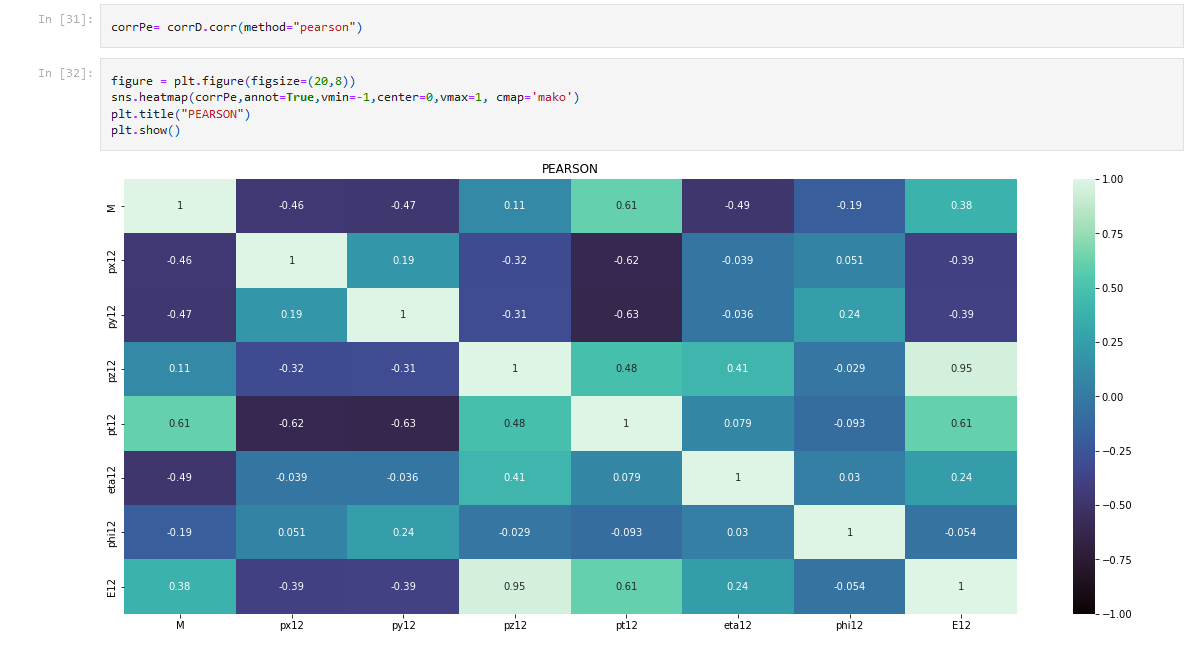 In [31]:
corrPe= corrD.corr(method="pearson")
In [32]:
figure = plt.figure(figsize=(20,8))
sns.heatmap(corrPe,annot=True,vmin=-1,center=0,vmax=1, cmap='mako')
plt.title("PEARSON")
plt.show()
PEARSON
M 1 -0.46 -0.47 0.11 0.61 -0.49 -0.19 0.38
px12 -0.46 1 0.19 -0.32 -0.62 -0.039 0.051 -0.39
py12 -0.47 0.19 1 -0.31 -0.63 -0.036 0.24 -0.39
pz12 0.11 -0.32 -0.31 1 0.48 0.41 -0.029 0.95
pt12 0.61 -0.62 -0.63 0.48 1 0.079 -0.093 0.61
eta12 -0.49 -0.039 -0.036 0.41 0.079 1 0.03 0.24
phi12 -0.19 0.051 0.24 -0.029 -0.093 0.03 1 -0.054
E12 0.38 -0.39 -0.39 0.95 0.61 0.24 -0.054 1
M px12 py12 pz12 pt12 eta12 phi12 E12
1.00
0.75
0.50
0.25
0.00
−0.25
−0.50
−0.75
−1.00